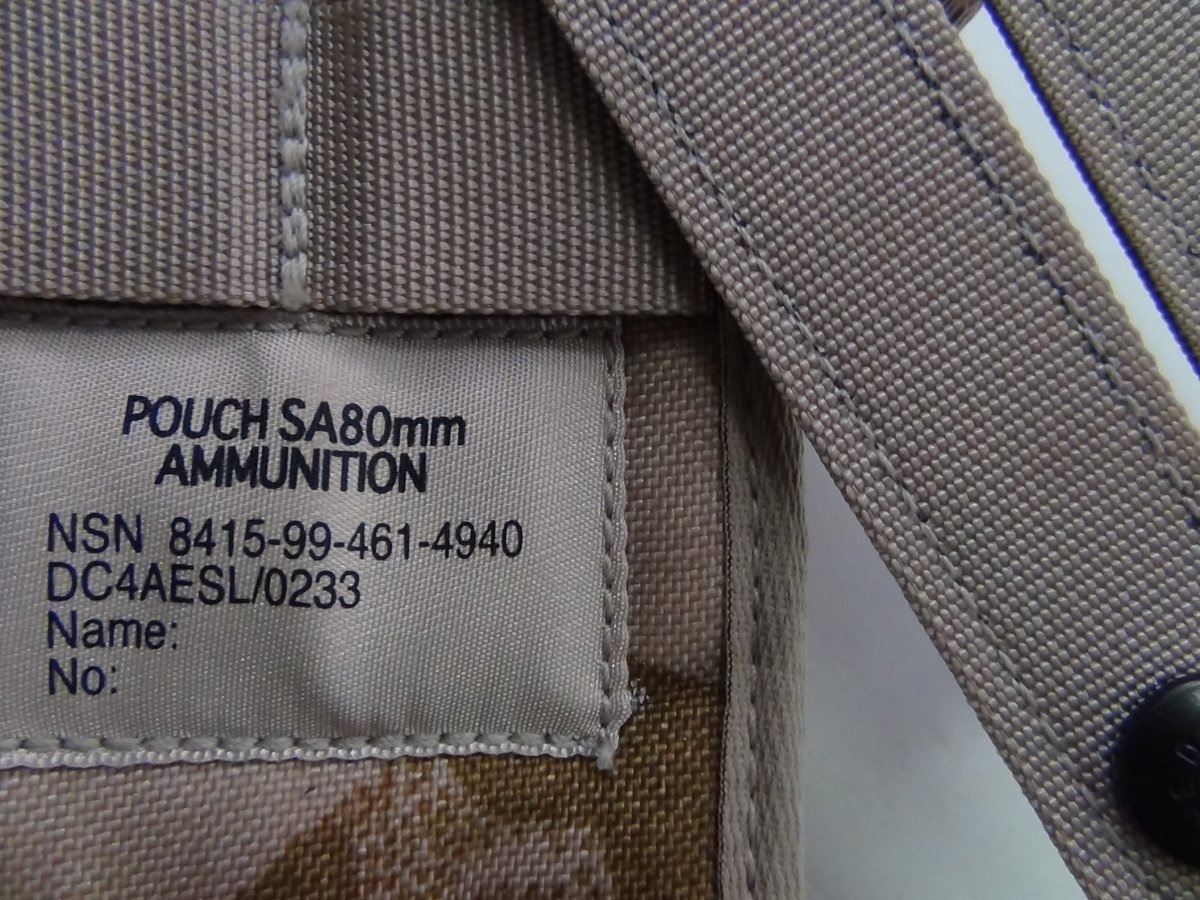 POUCH SA80mm
AMMUNITION
NSN 8415-99-461-4940
DC4AESL/0233
Name:
No: